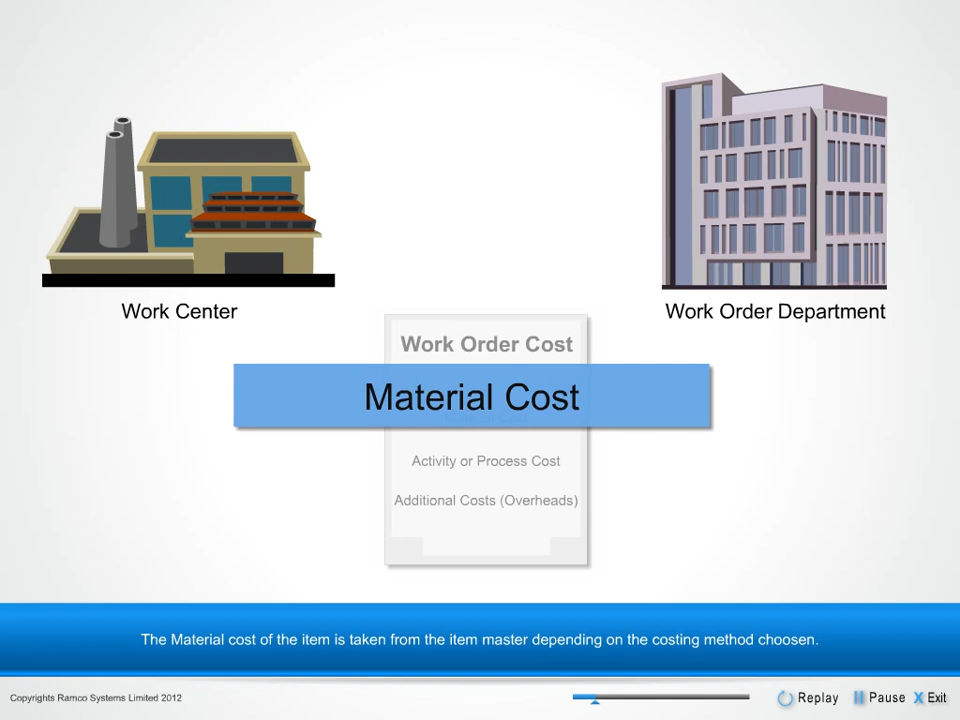 Work Center
Work Order Department
Work Order Cost
Material Cost
Activity or Process Cost
Additional Costs (Overheads)
The Material cost of the item is taken from the item master depending on the costing method choosen.
Copyrights Ramco Systems Limited 2012
Replay
Pause
X Exit